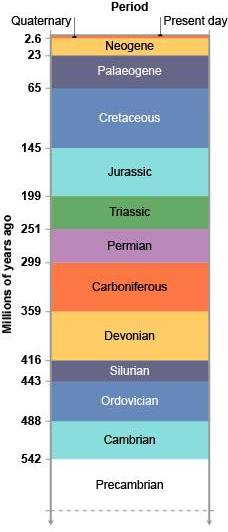 Period
Quaternary Present day
2.6
Neogene
23
Palaeogene
65
Cretaceous
145
Jurassic
199
Triassic
251
Permian
299
Carboniferous
359
Devonian
416
Silurian
443
Ordovician
488
Cambrian
542
Precambrian
Millions of years ago